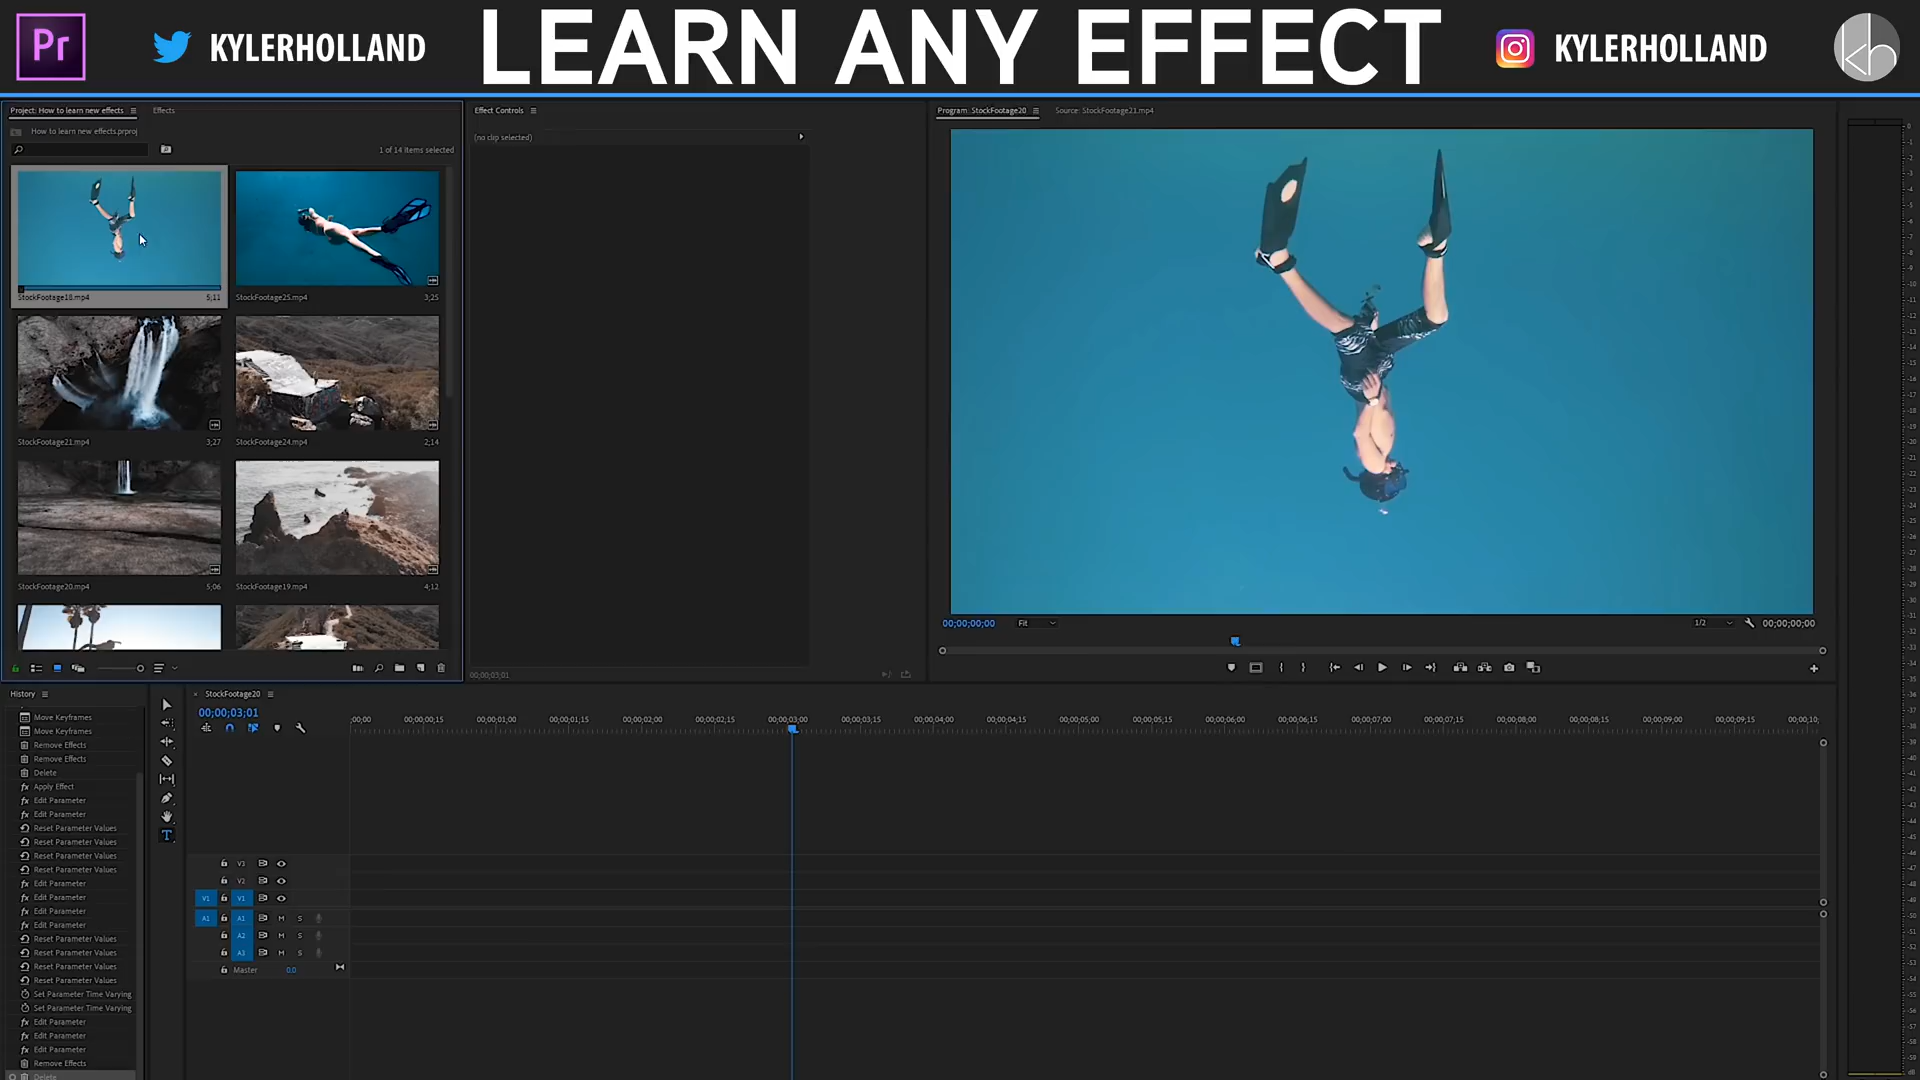 Pr
KYLERHOLLAND
LEARN ANY EFFECT
KYLERHOLLAND
kh
Project: How to learn new effects
Effects
How to learn new effects.prproj
1 of 14 items selected
StockFootage18.mp4
5;11
StockFootage25.mp4
3;25
StockFootage21.mp4
3;27
StockFootage24.mp4
2;14
StockFootage20.mp4
5;06
StockFootage19.mp4
4;12
Effect Controls
(no clip selected)
00;00;03;01
Program: StockFootage20
Source: StockFootage21.mp4
00;00;00;00
Fit
1/2
00;00;00;00
History
Move Keyframes
Move Keyframes
Remove Effects
Remove Effects
Delete
Apply Effect
Edit Parameter
Edit Parameter
Reset Parameter Values
Reset Parameter Values
Reset Parameter Values
Reset Parameter Values
Edit Parameter
Edit Parameter
Edit Parameter
Edit Parameter
Reset Parameter Values
Reset Parameter Values
Reset Parameter Values
Reset Parameter Values
Set Parameter Time Varying
Set Parameter Time Varying
Edit Parameter
Edit Parameter
Edit Parameter
Remove Effects
Delete
StockFootage20
00;00;03;01
;00;00
00;00;00;15
00;00;01;00
00;00;01;15
00;00;02;00
00;00;02;15
00;00;03;00
00;00;03;15
00;00;04;00
00;00;04;15
00;00;05;00
00;00;05;15
00;00;06;00
00;00;06;15
00;00;07;00
00;00;07;15
00;00;08;00
00;00;08;15
00;00;09;00
00;00;09;15
00;00;10;
V3
V2
V1 V1
A1 A1 M S
A2 M S
A3 M S
Master 0.0